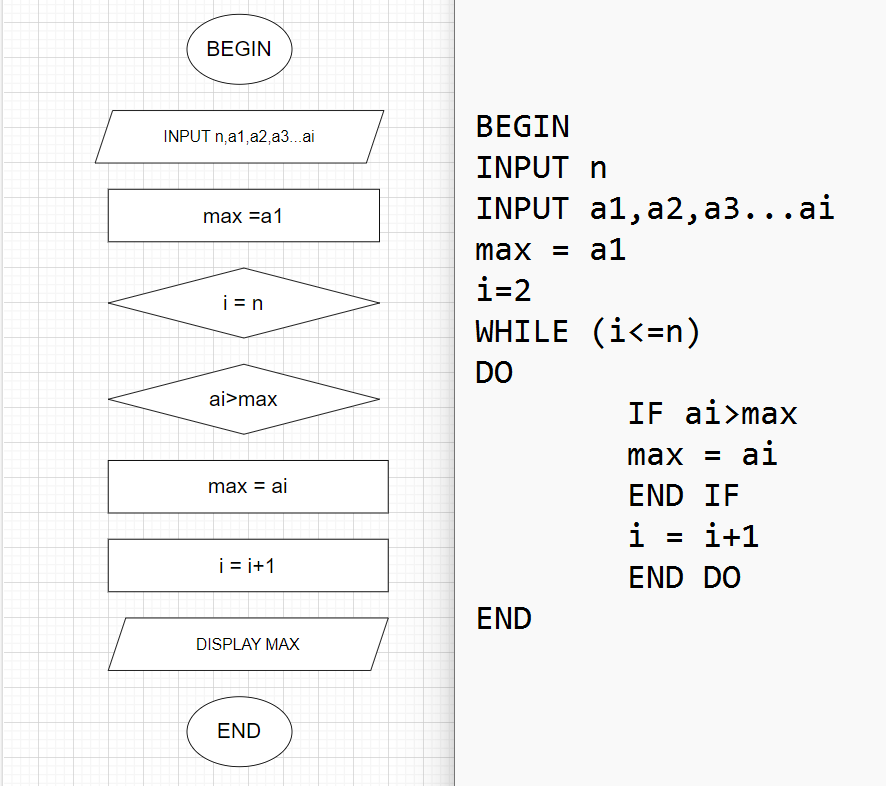 BEGIN
INPUT n,a1,a2,a3...ai
max =a1
i = n
ai>max
max = ai
i = i+1
DISPLAY MAX
END
BEGIN
INPUT n
INPUT a1,a2,a3...ai
max = a1
i=2
WHILE (i<=n)
DO
IF ai>max
max = ai
END IF
i = i+1
END DO
END